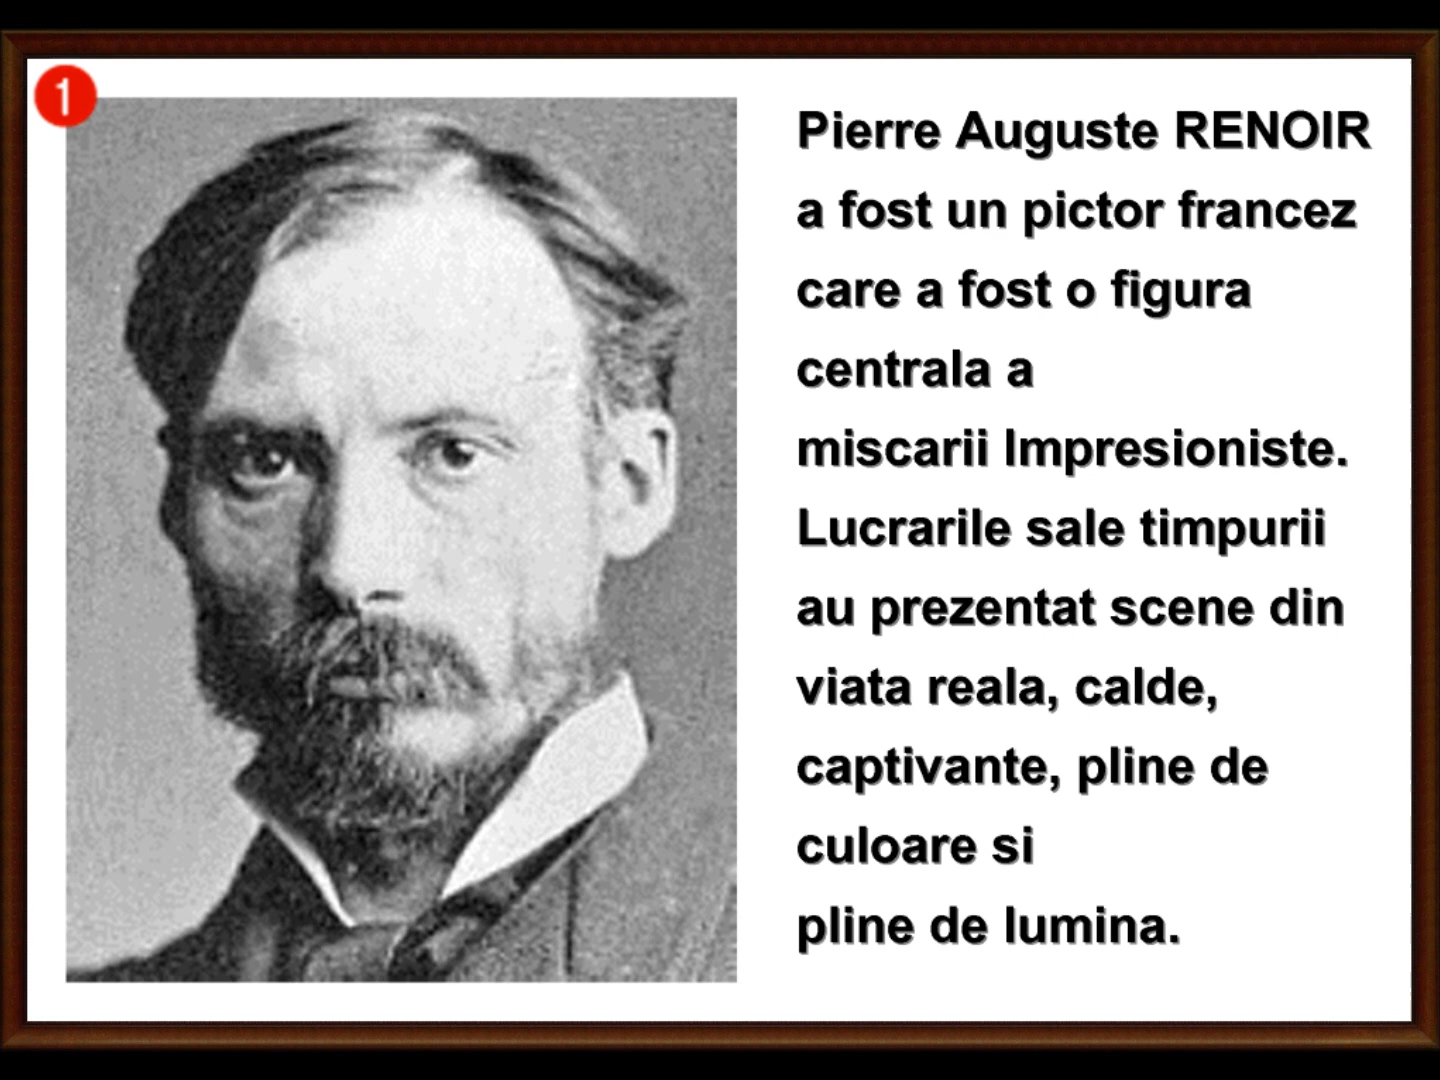 1
Pierre Auguste RENOIR
a fost un pictor francez
care a fost o figura
centrala a
miscarii Impresioniste.
Lucrarile sale timpurii
au prezentat scene din
viata reala, calde,
captivante, pline de
culoare si
pline de lumina.